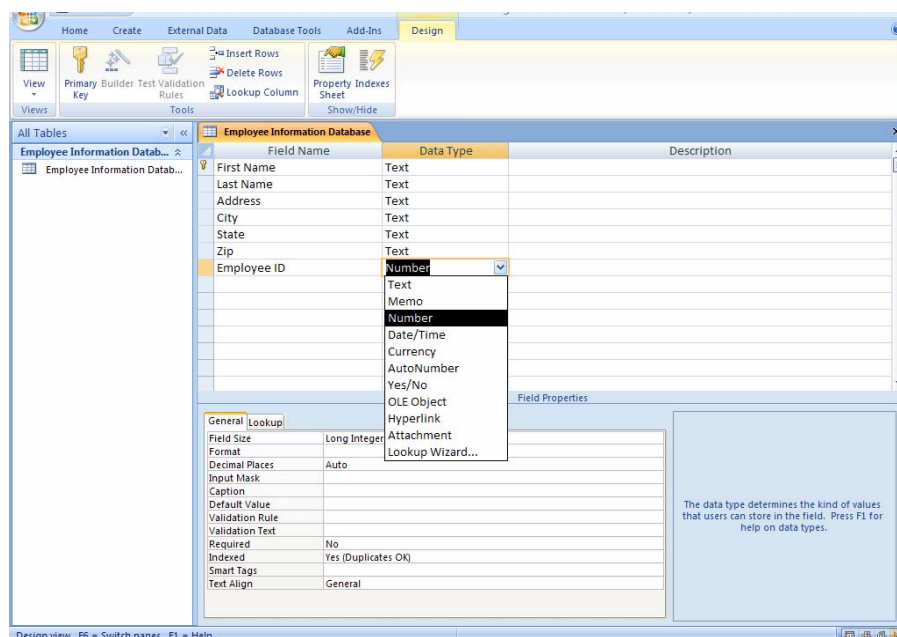 Home Create External Data Database Tools Add-Ins Design
View
Primary Key
Builder
Test Validation Rules
Insert Rows
Delete Rows
Lookup Column
Property Sheet
Indexes
Views Tools Show/Hide
All Tables
Employee Information Datab...
Employee Information Datab...
Employee Information Database
Field Name Data Type Description
First Name Text
Last Name Text
Address Text
City Text
State Text
Zip Text
Employee ID Number
Text
Memo
Number
Date/Time
Currency
AutoNumber
Yes/No
OLE Object
Hyperlink
Attachment
Lookup Wizard...
Field Properties
General Lookup
Field Size Long Integer
Format
Decimal Places Auto
Input Mask
Caption
Default Value
Validation Rule
Validation Text
Required No
Indexed Yes (Duplicates OK)
Smart Tags
Text Align General
The data type determines the kind of values
that users can store in the field. Press F1 for
help on data types.
Design view. F6 = Switch panes. F1 = Help.